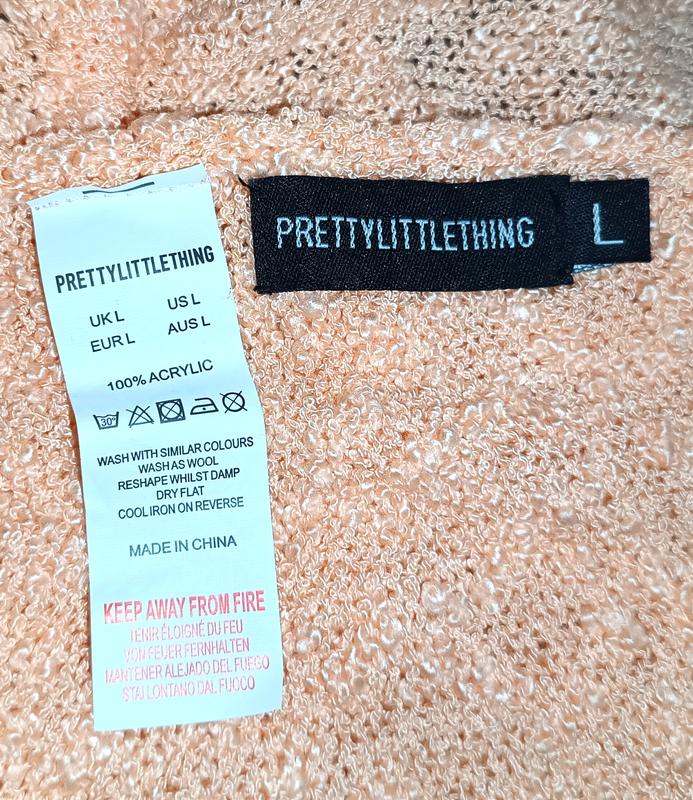 PRETTYLITTLETHING
UK L US L
EUR L AUS L
100% ACRYLIC
30°
WASH WITH SIMILAR COLOURS
WASH AS WOOL
RESHAPE WHILST DAMP
DRY FLAT
COOL IRON ON REVERSE
MADE IN CHINA
KEEP AWAY FROM FIRE
TENIR ÉLOIGNÉ DU FEU
VON FEUER FERNHALTEN
MANTENER ALEJADO DEL FUEGO
STAI LONTANO DAL FUOCO
PRETTYLITTLETHING
L